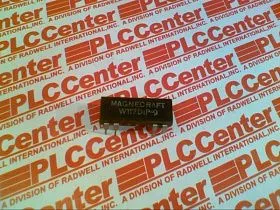 PLCCenter
A DIVISION OF RADWELL INTERNATIONAL, INC.
MAGNECRAFT
W117DIP-9